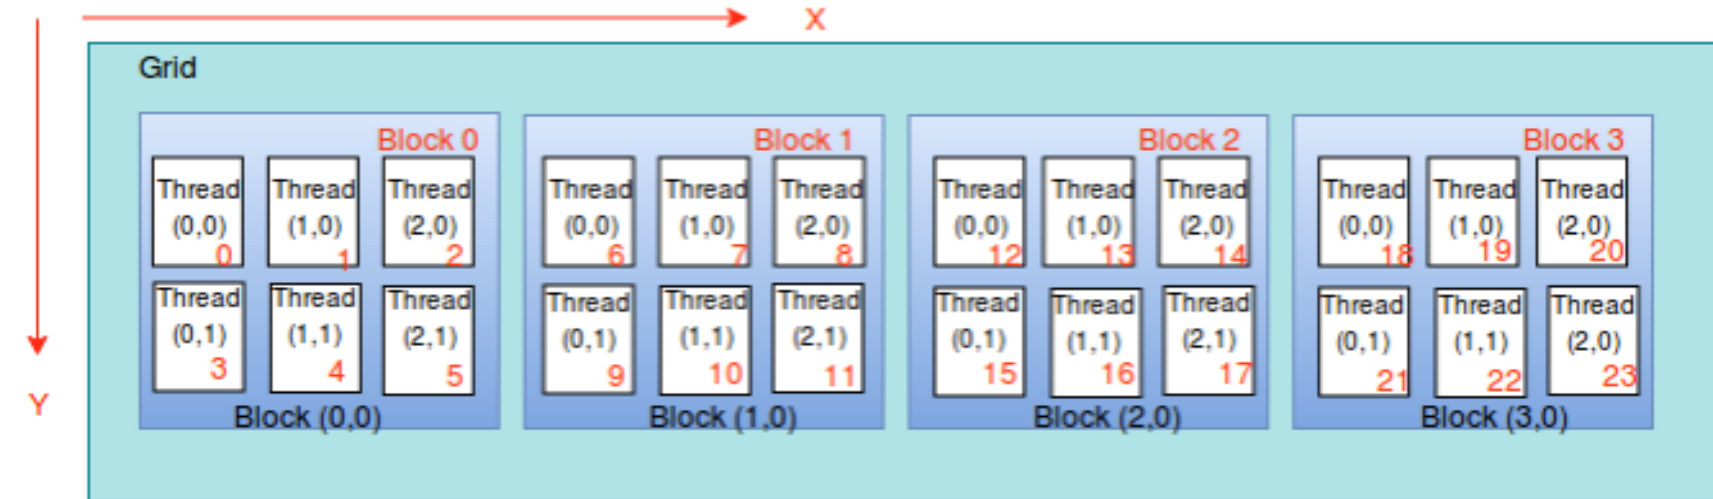 X
Grid
Block 0 Block 1 Block 2 Block 3
Thread Thread Thread Thread Thread Thread Thread Thread Thread Thread Thread Thread
(0,0) (1,0) (2,0) (0,0) (1,0) (2,0) (0,0) (1,0) (2,0) (0,0) (1,0) (2,0)
0 1 2 6 7 8 12 13 14 18 19 20
Thread Thread Thread Thread Thread Thread Thread Thread Thread Thread Thread Thread
(0,1) (1,1) (2,1) (0,1) (1,1) (2,1) (0,1) (1,1) (2,1) (0,1) (1,1) (2,0)
3 4 5 9 10 11 15 16 17 21 22 23
Y
Block (0,0) Block (1,0) Block (2,0) Block (3,0)